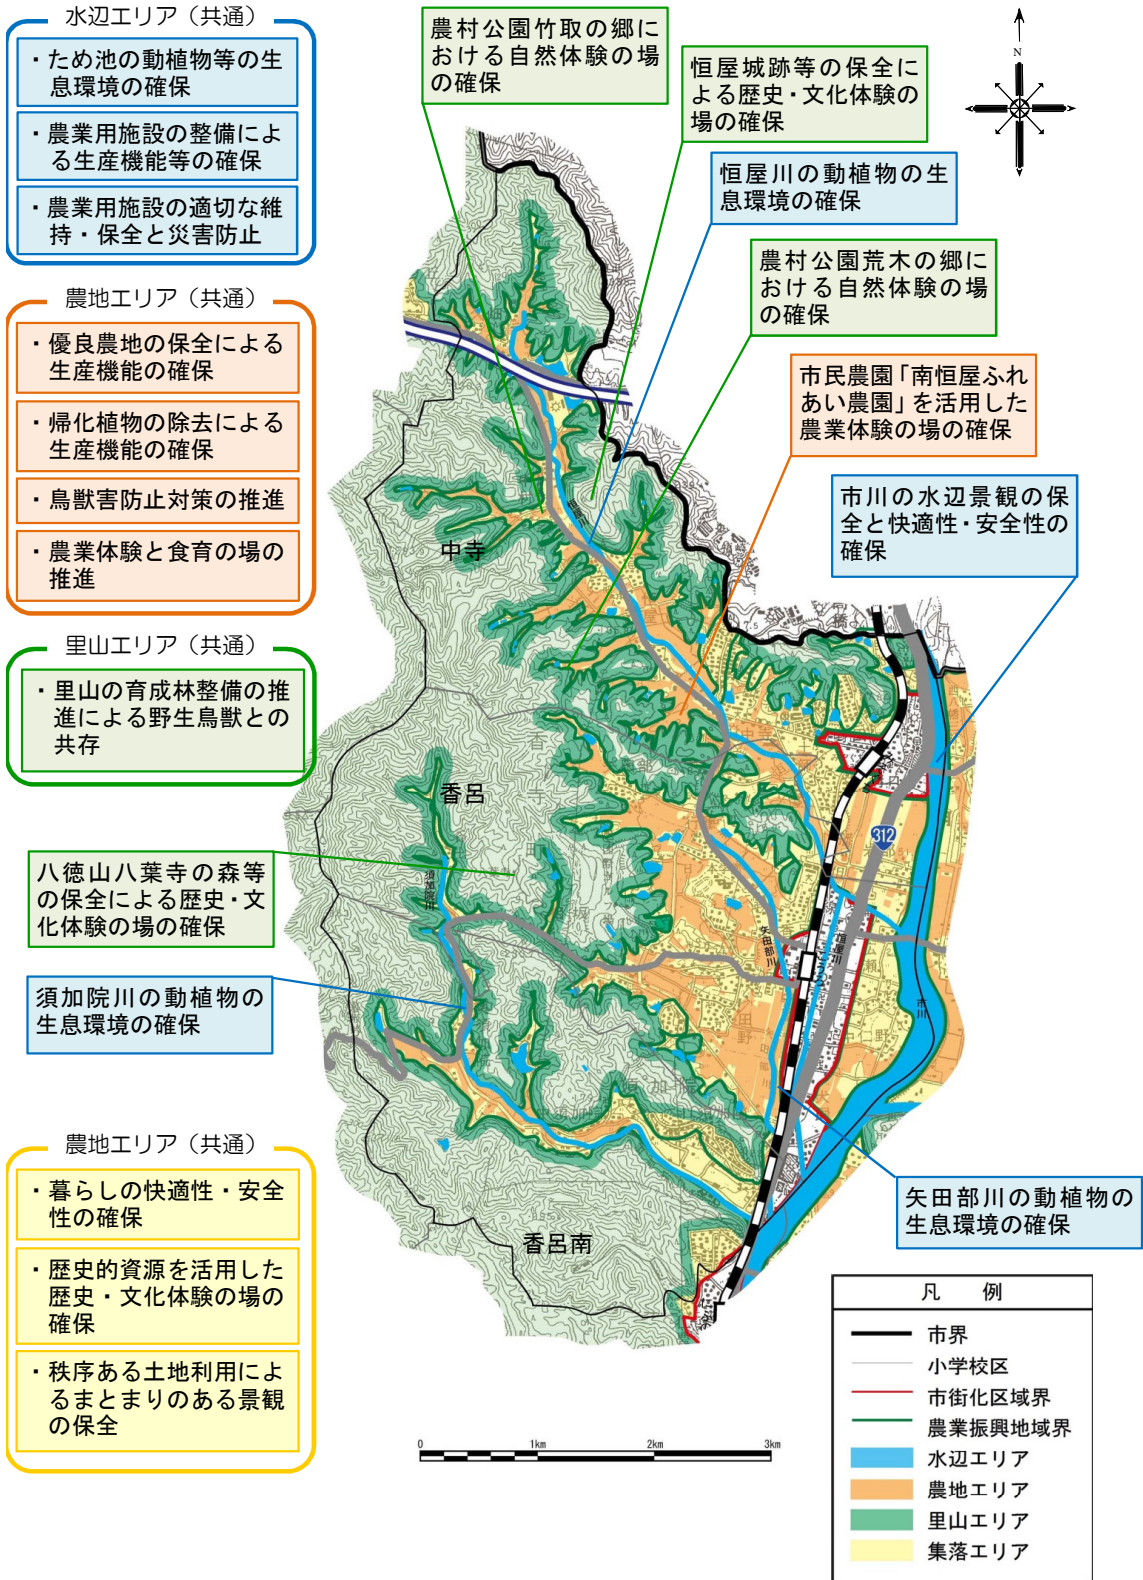 水辺エリア（共通）
・ため池の動植物等の生
息環境の確保
・農業用施設の整備によ
る生産機能等の確保
・農業用施設の適切な維
持・保全と災害防止
農地エリア（共通）
・優良農地の保全による
生産機能の確保
・帰化植物の除去による
生産機能の確保
・鳥獣害防止対策の推進
・農業体験と食育の場の
推進
里山エリア（共通）
・里山の育成林整備の推
進による野生鳥獣との
共存
八徳山八葉寺の森等
の保全による歴史・文
化体験の場の確保
須加院川の動植物の
生息環境の確保
農地エリア（共通）
・暮らしの快適性・安全
性の確保
・歴史的資源を活用した
歴史・文化体験の場の
確保
・秩序ある土地利用によ
るまとまりのある景観
の保全
農村公園竹取の郷に
おける自然体験の場
の確保
恒屋城跡等の保全に
よる歴史・文化体験の
場の確保
恒屋川の動植物の生
息環境の確保
農村公園荒木の郷に
おける自然体験の場
の確保
市民農園「南恒屋ふれ
あい農園」を活用した
農業体験の場の確保
市川の水辺景観の保
全と快適性・安全性の
確保
矢田部川の動植物の
生息環境の確保
N
中寺
香呂
香呂南
恒屋川
須加院川
矢田部川
恒屋川
市川
312
0 1km 2km 3km
凡 例
市界
小学校区
市街化区域界
農業振興地域界
水辺エリア
農地エリア
里山エリア
集落エリア